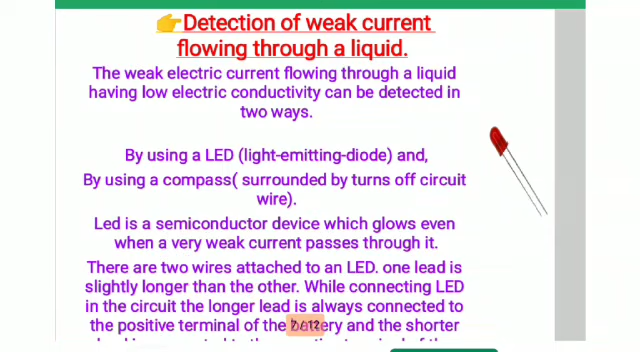 👉Detection of weak current
flowing through a liquid.
The weak electric current flowing through a liquid
having low electric conductivity can be detected in
two ways.
By using a LED (light-emitting-diode) and,
By using a compass( surrounded by turns off circuit
wire).
Led is a semiconductor device which glows even
when a very weak current passes through it.
There are two wires attached to an LED. one lead is
slightly longer than the other. While connecting LED
in the circuit the longer lead is always connected to
the positive terminal of the battery and the shorter